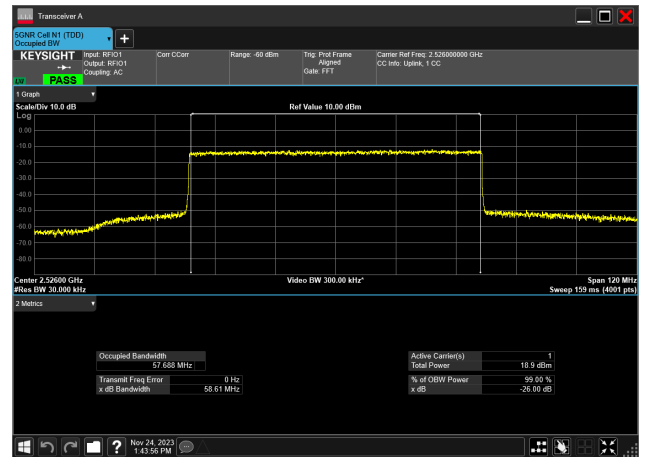 Transceiver A
5GNR Cell N1 (TDD)
Occupied BW
KEYSIGHT
LXI
PASS
Input: RFIO1
Output: RFIO1
Coupling: AC
Corr CCorr
Range: -60 dBm
Trig: Prot Frame
Aligned
Gate: FFT
Carrier Ref Freq: 2.526000000 GHz
CC Info: Uplink, 1 CC
1 Graph
Scale/Div 10.0 dB
Ref Value 10.00 dBm
Log
0.00
-10.0
-20.0
-30.0
-40.0
-50.0
-60.0
-70.0
-80.0
Center 2.52600 GHz
Video BW 300.00 kHz*
Span 120 MHz
#Res BW 30.000 kHz
Sweep 159 ms (4001 pts)
2 Metrics
Occupied Bandwidth
57.688 MHz
Transmit Freq Error 0 Hz
x dB Bandwidth 58.61 MHz
Active Carrier(s) 1
Total Power 18.9 dBm
% of OBW Power 99.00 %
x dB -26.00 dB
Nov 24, 2023
1:43:56 PM